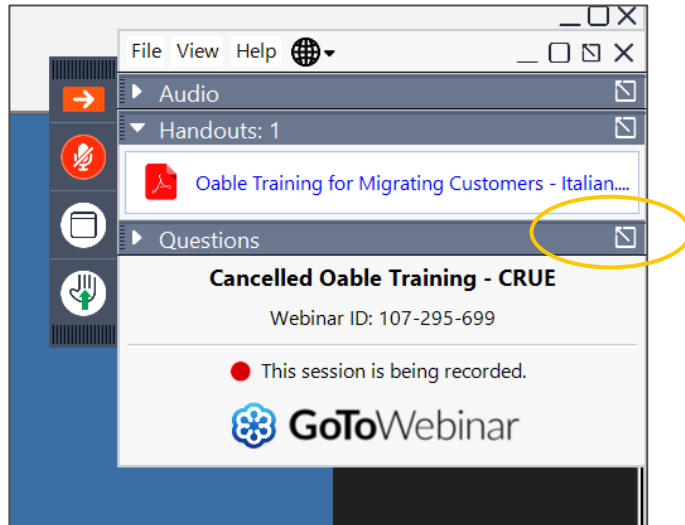 File View Help
Audio
Handouts: 1
Oable Training for Migrating Customers - Italian....
Questions
Cancelled Oable Training - CRUE
Webinar ID: 107-295-699
This session is being recorded.
GoToWebinar